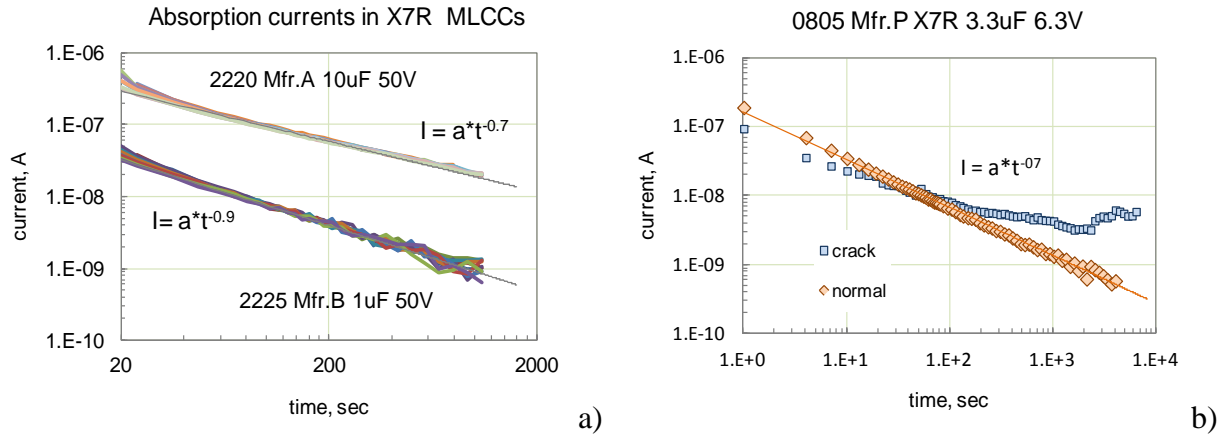 Absorption currents in X7R MLCCs
1.E-06
1.E-07
1.E-08
1.E-09
1.E-10
current, A
2220 Mfr.A 10uF 50V
I = a*t-0.7
I = a*t-0.9
2225 Mfr.B 1uF 50V
20
200
2000
time, sec
a)
0805 Mfr.P X7R 3.3uF 6.3V
1.E-06
1.E-07
1.E-08
1.E-09
1.E-10
current, A
I = a*t-07
crack
normal
1.E+0
1.E+1
1.E+2
1.E+3
1.E+4
time, sec
b)